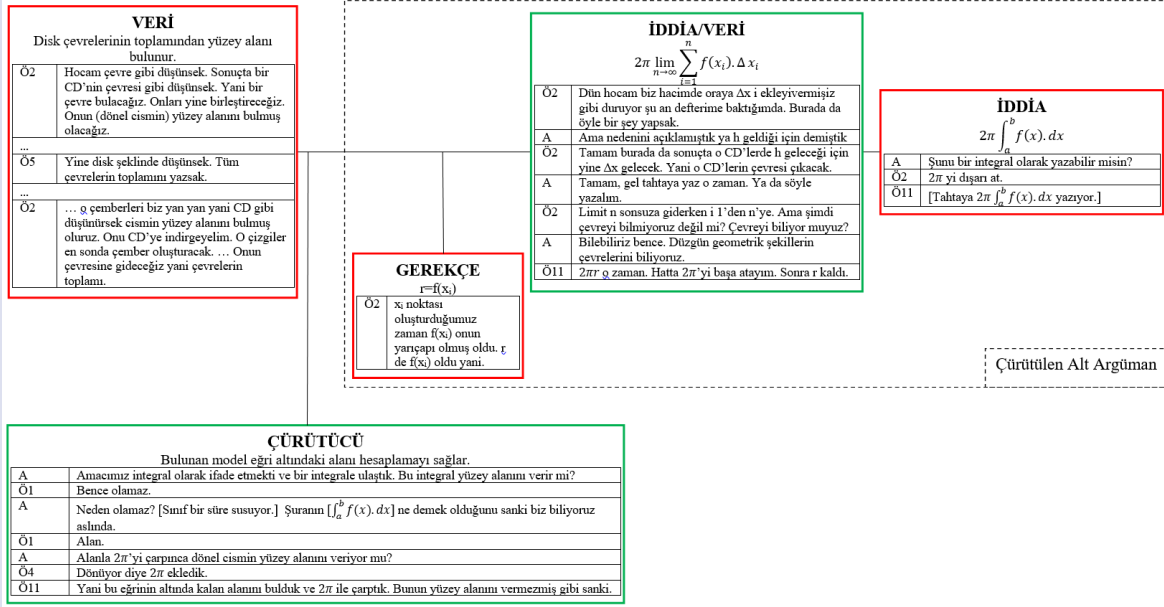 VERİ
Disk çevrelerinin toplamından yüzey alanı
bulunur.
Ö2 Hocam çevre gibi düşünsek. Sonuçta bir
CD’nin çevresi gibi düşünsek. Yani bir
çevre bulacağız. Onları yine birleştireceğiz.
Onun (dönel cismin) yüzey alanını bulmuş
olacağız.
...
Ö5 Yine disk şeklinde düşünsek. Tüm
çevrelerin toplamını yazsak.
...
Ö2 … o çemberleri biz yan yan yani CD gibi
düşünürsek cismin yüzey alanını bulmuş
oluruz. Onu CD’ye indirgeyelim. O çizgiler
en sonda çember oluşturacak. … Onun
çevresine gideceğiz yani çevrelerin
toplamı.
GEREKÇE
r=f(xᵢ)
Ö2 xᵢ noktası
oluşturduğumuz
zaman f(xᵢ) onun
yarıçapı olmuş oldu. r
de f(xᵢ) oldu yani.
İDDİA/VERİ
2π lim n→∞ ∑ i=1 n f(xᵢ).Δ xᵢ
Ö2 Dün hocam biz hacimde oraya Δx i ekleyivermişiz
gibi duruyor şu an defterime baktığımda. Burada da
öyle bir şey yapsak.
A Ama nedenini açıklamıştık ya h geldiği için demiştik
Ö2 Tamam burada da sonuçta o CD’lerde h geleceği için
yine Δx gelecek. Yani o CD’lerin çevresi çıkacak.
A Tamam, gel tahtaya yaz o zaman. Ya da söyle
yazalım.
Ö2 Limit n sonsuza giderken i 1’den n’ye. Ama şimdi
çevreyi bilmiyoruz değil mi? Çevreyi biliyor muyuz?
A Bilebiliriz bence. Düzgün geometrik şekillerin
çevrelerini biliyoruz.
Ö11 2πr o zaman. Hatta 2π’yi başa atayım. Sonra r kaldı.
İDDİA
2π ∫ₐᵇ f(x). dx
A Şunu bir integral olarak yazabilir misin?
Ö2 2π yi dışarı at.
Ö11 [Tahtaya 2π ∫ₐᵇ f(x). dx yazıyor.]
Çürütülen Alt Argüman
ÇÜRÜTÜCÜ
Bulunan model eğri altındaki alanı hesaplamayı sağlar.
A Amacımız integral olarak ifade etmekti ve bir integrale ulaştık. Bu integral yüzey alanını verir mi?
Ö1 Bence olamaz.
A Neden olamaz? [Sınıf bir süre susuyor.] Şuranın [∫ₐᵇ f(x). dx] ne demek olduğunu sanki biz biliyoruz
aslında.
Ö1 Alan.
A Alanla 2π’yi çarpınca dönel cismin yüzey alanını veriyor mu?
Ö4 Dönüyor diye 2π ekledik.
Ö11 Yani bu eğrinin altında kalan alanını bulduk ve 2π ile çarptık. Bunun yüzey alanını vermezmiş gibi sanki.